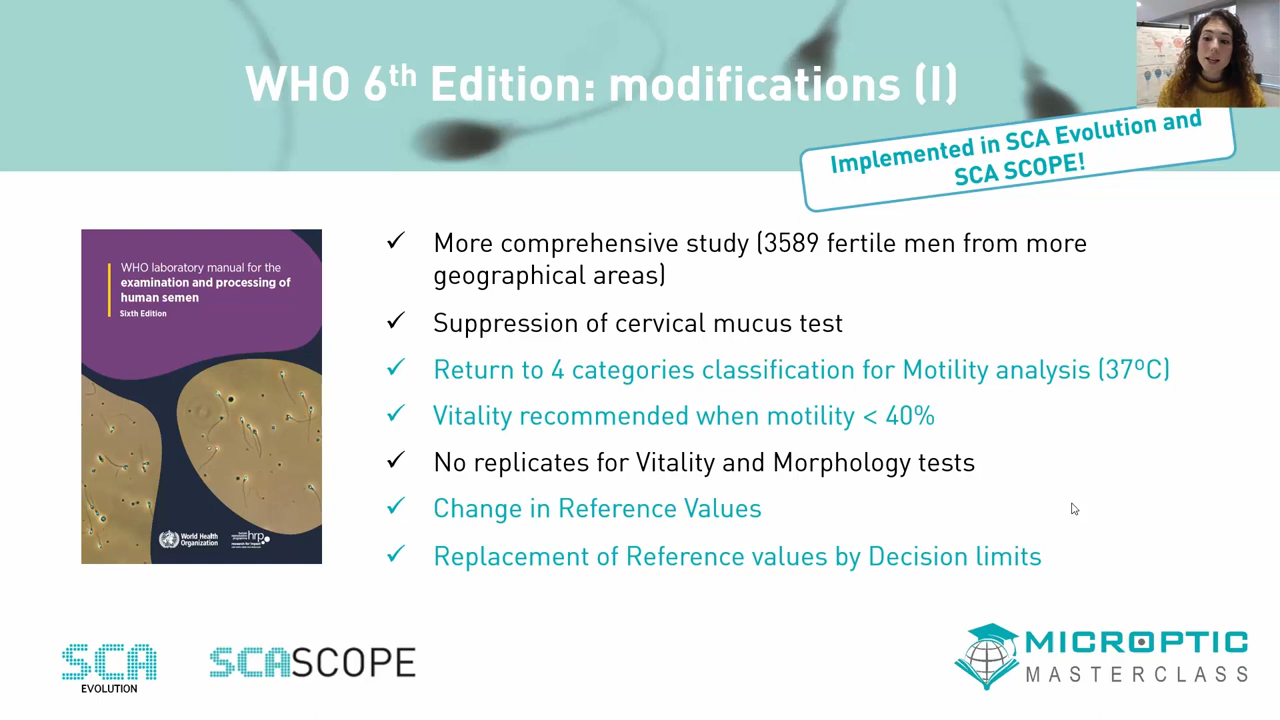 WHO 6th Edition: modifications (I)
Implemented in SCA Evolution and
SCA SCOPE!
WHO laboratory manual for the
examination and processing of
human semen
Sixth Edition
World Health
Organization
hrp
✓ More comprehensive study (3589 fertile men from more
geographical areas)
✓ Suppression of cervical mucus test
✓ Return to 4 categories classification for Motility analysis (37ºC)
✓ Vitality recommended when motility < 40%
✓ No replicates for Vitality and Morphology tests
✓ Change in Reference Values
✓ Replacement of Reference values by Decision limits
SCA
EVOLUTION
SCASCOPE
MICROPTIC
MASTERCLASS